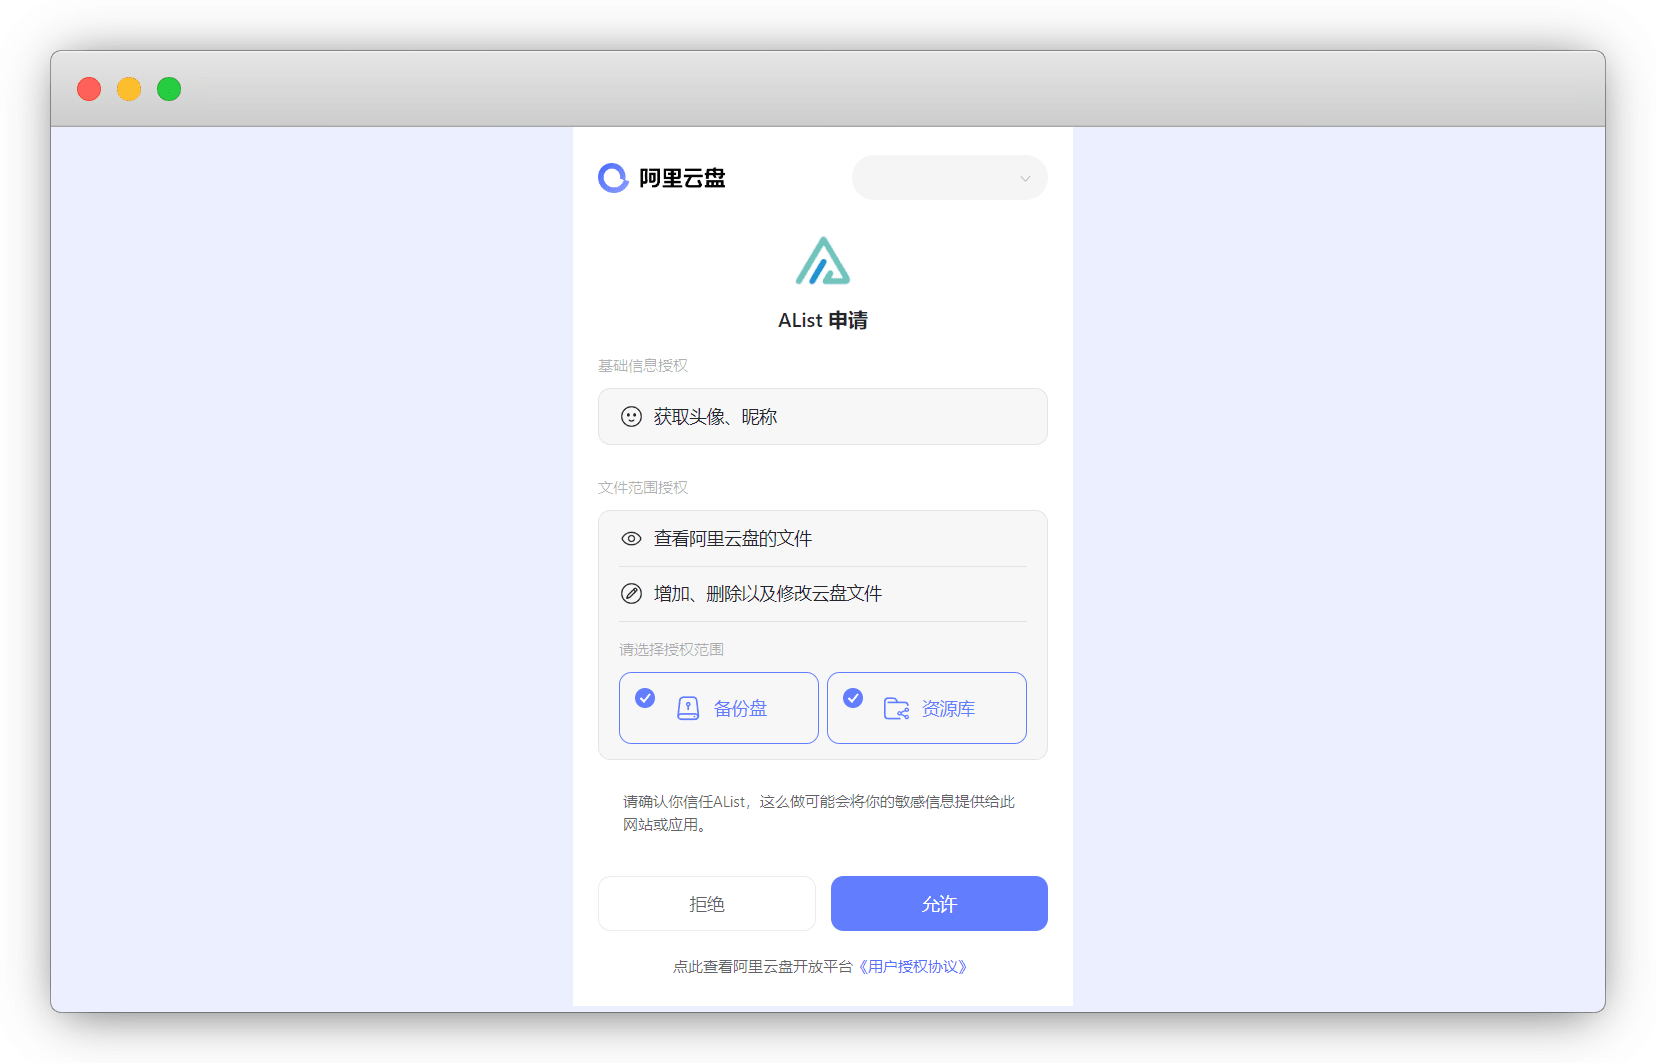 阿里云盘
AList 申请
基础信息授权
获取头像、昵称
文件范围授权
查看阿里云盘的文件
增加、删除以及修改云盘文件
请选择授权范围
备份盘
资源库
请确认你信任AList，这么做可能会将你的敏感信息提供给此
网站或应用。
拒绝
允许
点此查看阿里云盘开放平台《用户授权协议》